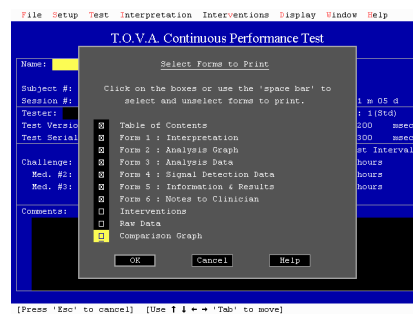 File Setup Test Interpretation Interventions Display Window Help
T.O.V.A. Continuous Performance Test
Name:
Select Forms to Print
Subject #:
Click on the boxes or use the 'space bar' to
Session #:
select and unselect forms to print.
1 m 05 d
Tester:
: 1(Std)
Test Versio
Table of Contents
200 msec
Test Serial
Form 1 : Interpretation
300 msec
Form 2 : Analysis Graph
st Interval
Challenge:
Form 3 : Analysis Data
hours
Med. #2:
Form 4 : Signal Detection Data
hours
Med. #3:
Form 5 : Information & Results
hours
Form 6 : Notes to Clinician
Comments:
Interventions
Raw Data
Comparison Graph
OK Cancel Help
[Press 'Esc' to cancel] [Use ↑ ↓ ← → 'Tab' to move]